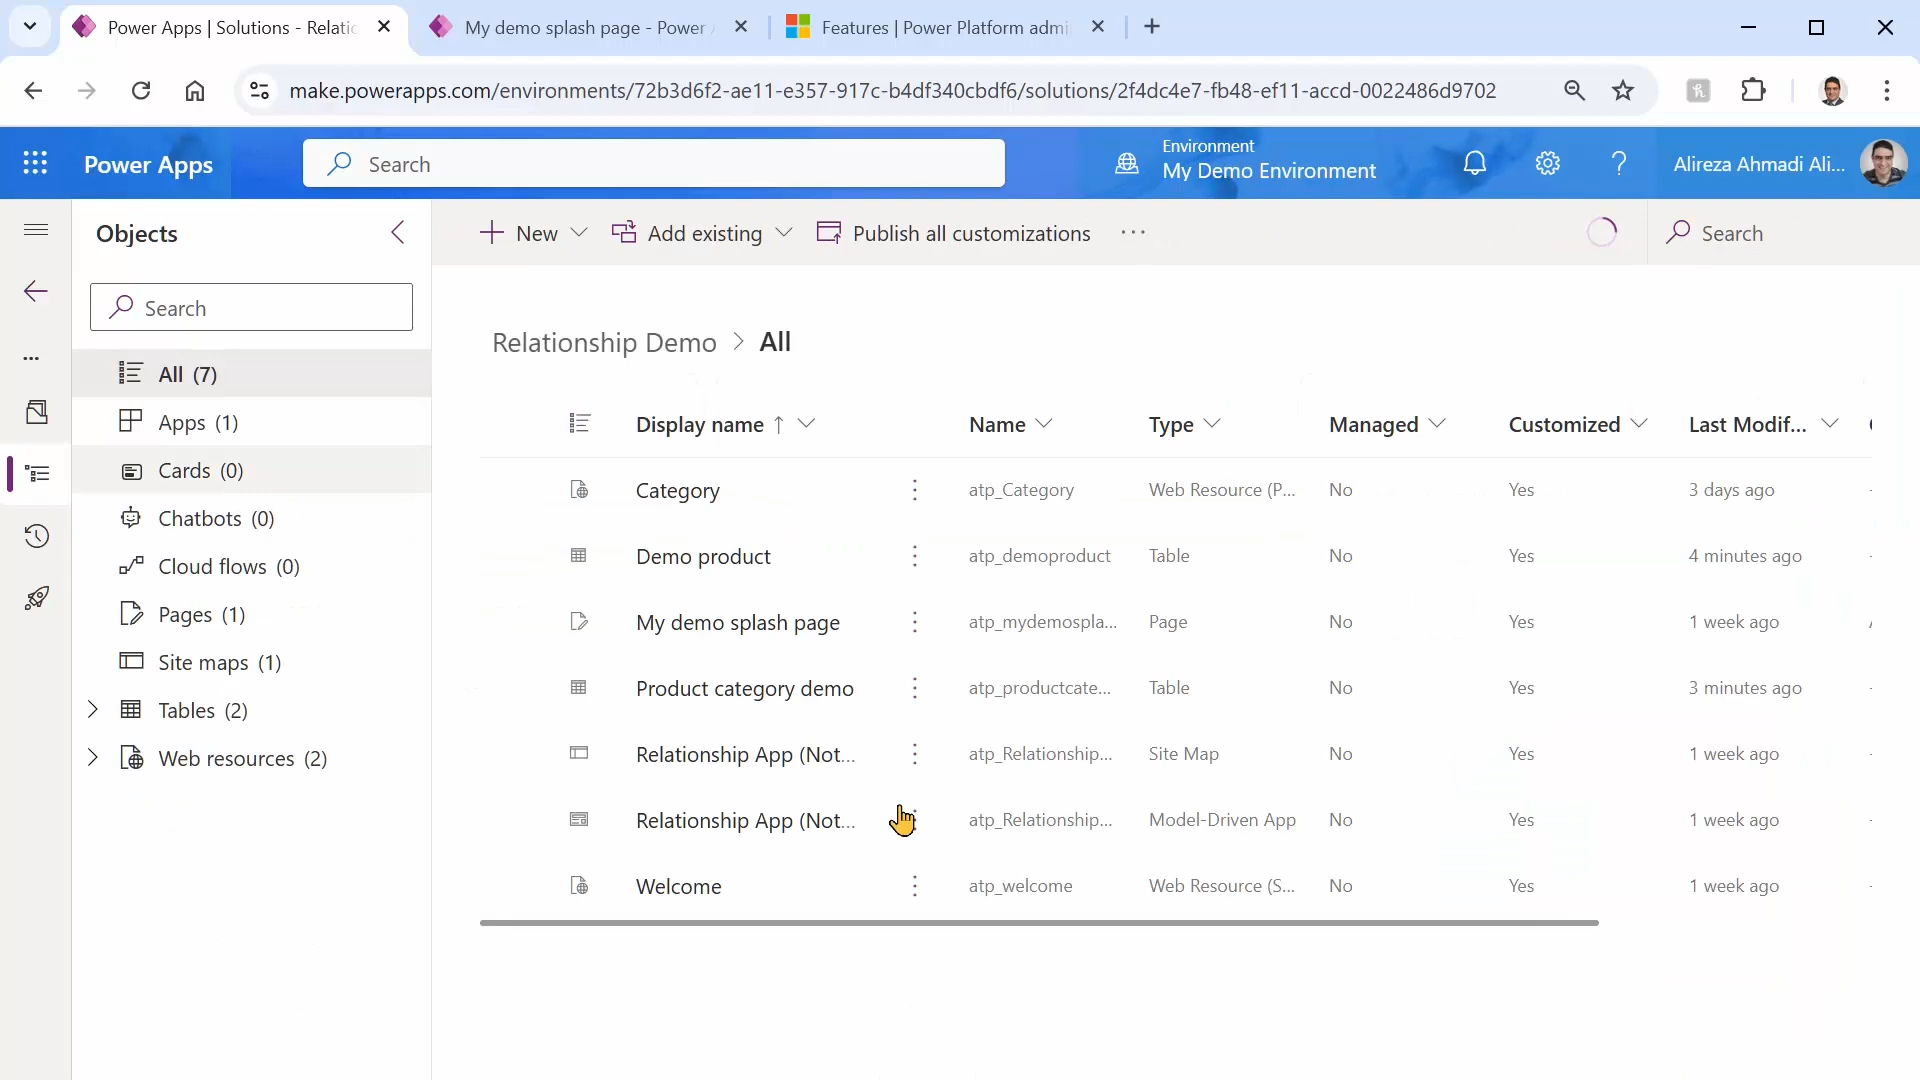 Power Apps | Solutions - Relatic
My demo splash page - Power
Features | Power Platform admi
make.powerapps.com/environments/72b3d6f2-ae11-e357-917c-b4df340cbdf6/solutions/2f4dc4e7-fb48-ef11-accd-0022486d9702
Power Apps
Search
Environment
My Demo Environment
Alireza Ahmadi Ali...
Objects
New
Add existing
Publish all customizations
Search
Search
Relationship Demo > All
All (7)
Apps (1)
Cards (0)
Chatbots (0)
Cloud flows (0)
Pages (1)
Site maps (1)
Tables (2)
Web resources (2)
Display name ↑ Name Type Managed Customized Last Modif...
Category atp_Category Web Resource (P... No Yes 3 days ago -
Demo product atp_demoproduct Table No Yes 4 minutes ago -
My demo splash page atp_mydemospla... Page No Yes 1 week ago
Product category demo atp_productcate... Table No Yes 3 minutes ago -
Relationship App (Not... atp_Relationship... Site Map No Yes 1 week ago -
Relationship App (Not... atp_Relationship... Model-Driven App No Yes 1 week ago -
Welcome atp_welcome Web Resource (S... No Yes 1 week ago -